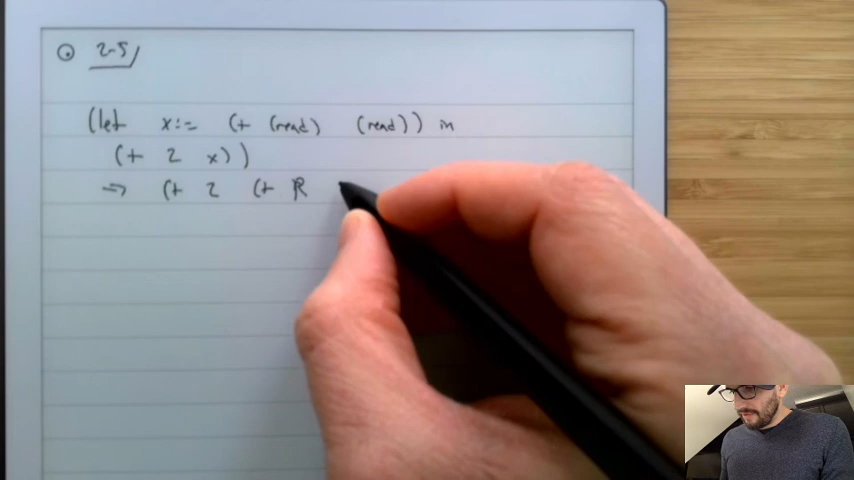 ⊙ 2-5/
(let x:= (+ (read) (read)) in
(+ 2 x))
=> (+ 2 (+ R